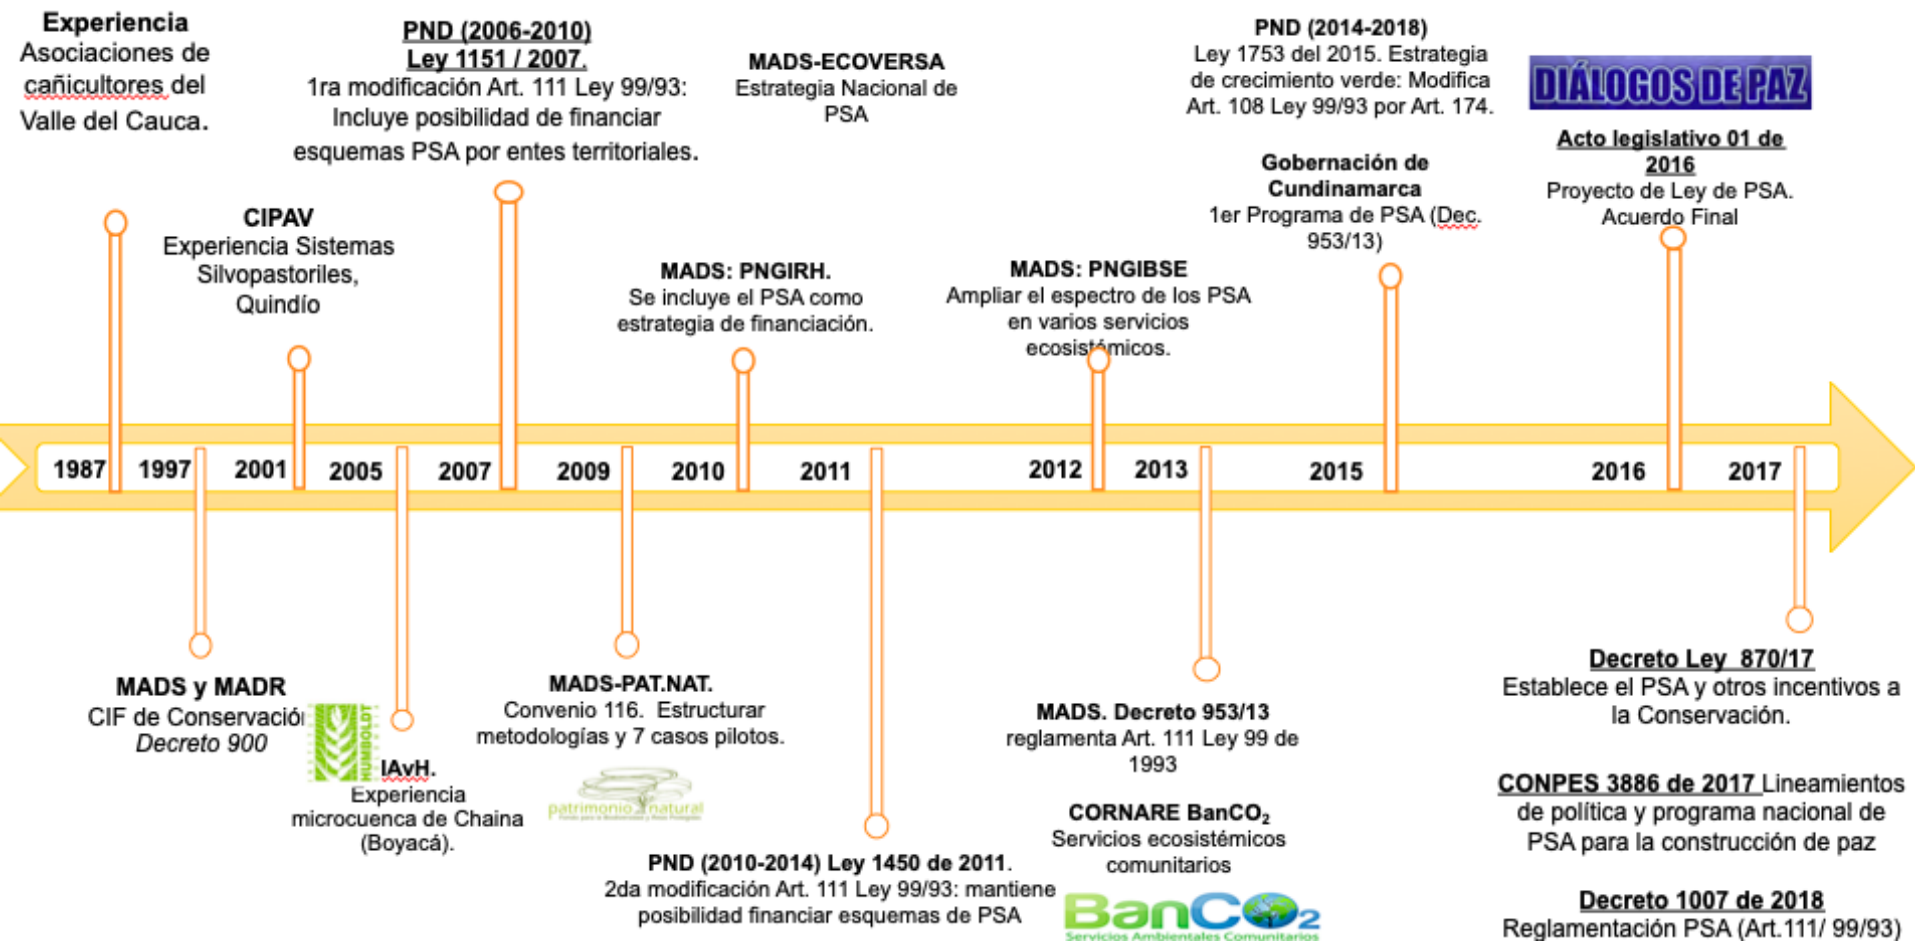 Experiencia
Asociaciones de
cañicultores del
Valle del Cauca.
PND (2006-2010)
Ley 1151 / 2007.
1ra modificación Art. 111 Ley 99/93:
Incluye posibilidad de financiar
esquemas PSA por entes territoriales.
MADS-ECOVERSA
Estrategia Nacional de
PSA
PND (2014-2018)
Ley 1753 del 2015. Estrategia
de crecimiento verde: Modifica
Art. 108 Ley 99/93 por Art. 174.
DIÁLOGOS DE PAZ
Acto legislativo 01 de
2016
Proyecto de Ley de PSA.
Acuerdo Final
CIPAV
Experiencia Sistemas
Silvopastoriles,
Quindío
MADS: PNGIRH.
Se incluye el PSA como
estrategia de financiación.
MADS: PNGIBSE
Ampliar el espectro de los PSA
en varios servicios
ecosistémicos.
Gobernación de
Cundinamarca
1er Programa de PSA (Dec.
953/13)
1987 1997 2001 2005 2007 2009 2010 2011 2012 2013 2015 2016 2017
MADS y MADR
CIF de Conservación
Decreto 900
HUMBOLDT
IAvH.
Experiencia
microcuenca de Chaina
(Boyacá).
MADS-PAT.NAT.
Convenio 116. Estructurar
metodologías y 7 casos pilotos.
patrimonio natural
PND (2010-2014) Ley 1450 de 2011.
2da modificación Art. 111 Ley 99/93: mantiene
posibilidad financiar esquemas de PSA
MADS. Decreto 953/13
reglamenta Art. 111 Ley 99 de
1993
CORNARE BanCO₂
Servicios ecosistémicos
comunitarios
BanCO₂
Servicios Ambientales Comunitarios
Decreto Ley 870/17
Establece el PSA y otros incentivos a
la Conservación.
CONPES 3886 de 2017 Lineamientos
de política y programa nacional de
PSA para la construcción de paz
Decreto 1007 de 2018
Reglamentación PSA (Art.111/ 99/93)